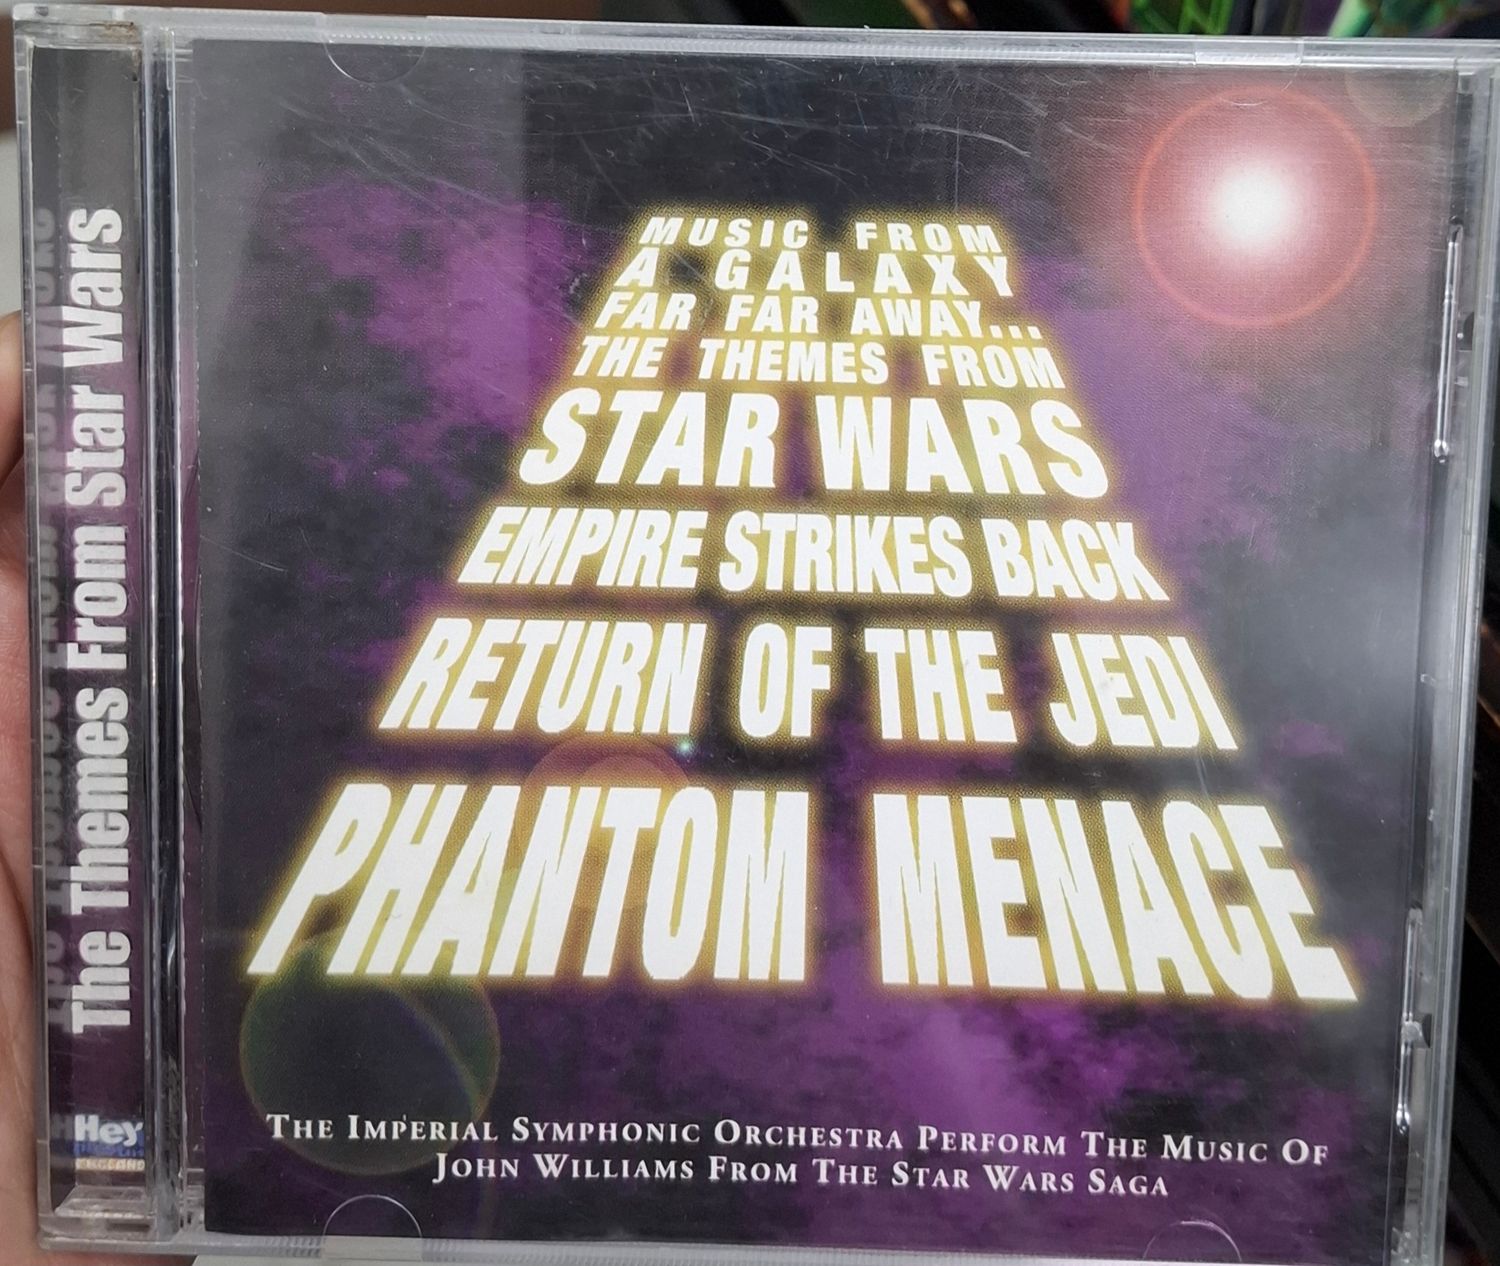 MUSIC FROM
A GALAXY
FAR FAR AWAY...
THE THEMES FROM
STAR WARS
EMPIRE STRIKES BACK
RETURN OF THE JEDI
PHANTOM MENACE
THE IMPERIAL SYMPHONIC ORCHESTRA PERFORM THE MUSIC OF
JOHN WILLIAMS FROM THE STAR WARS SAGA
The Themes From Star Wars
Hey
ENGLAND